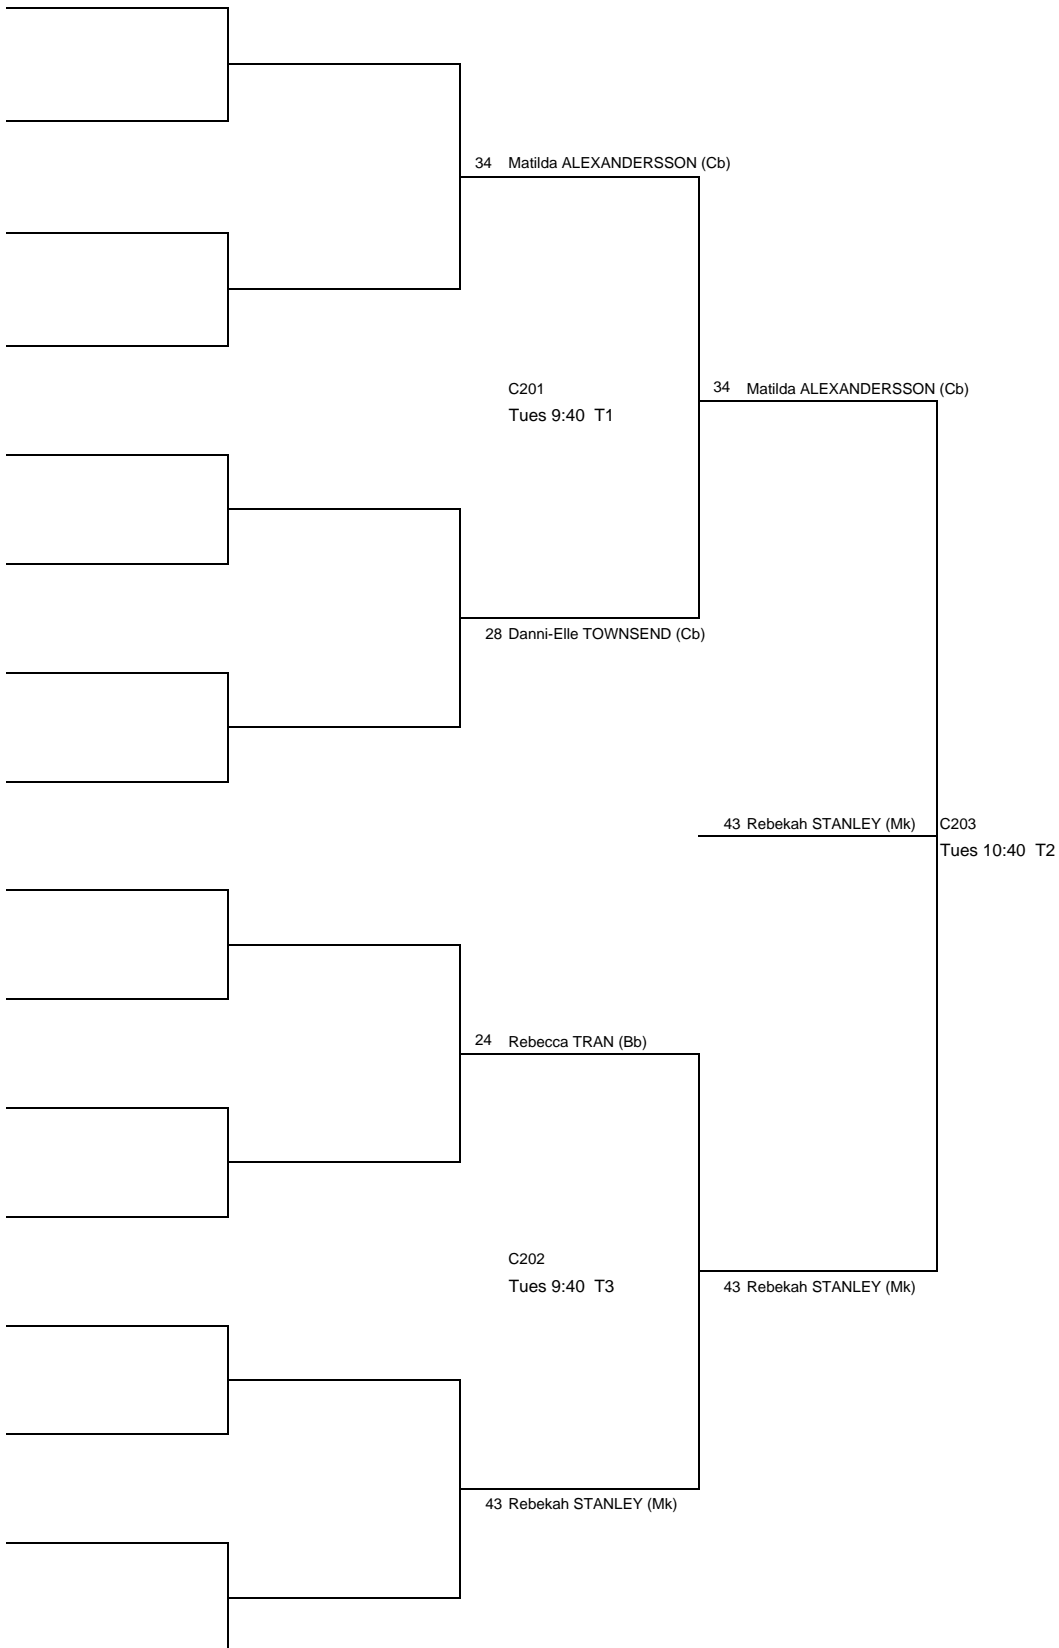 34 Matilda ALEXANDERSSON (Cb)
C201
34 Matilda ALEXANDERSSON (Cb)
Tues 9:40 T1
28 Danni-Elle TOWNSEND (Cb)
43 Rebekah STANLEY (Mk)
C203
Tues 10:40 T2
24 Rebecca TRAN (Bb)
C202
Tues 9:40 T3
43 Rebekah STANLEY (Mk)
43 Rebekah STANLEY (Mk)